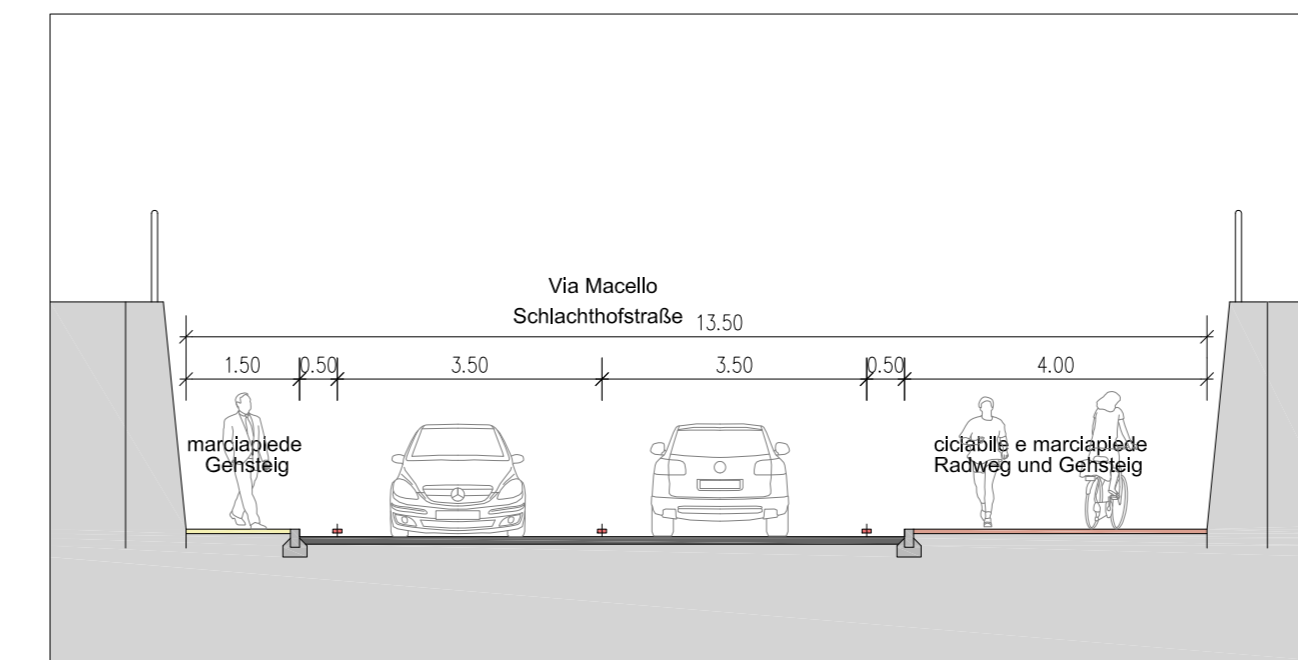 Via Macello
Schlachthofstraße 13.50
1.50 0.50 3.50 3.50 0.50 4.00
marciapiede
Gehsteig
ciclabile e marciapiede
Radweg und Gehsteig